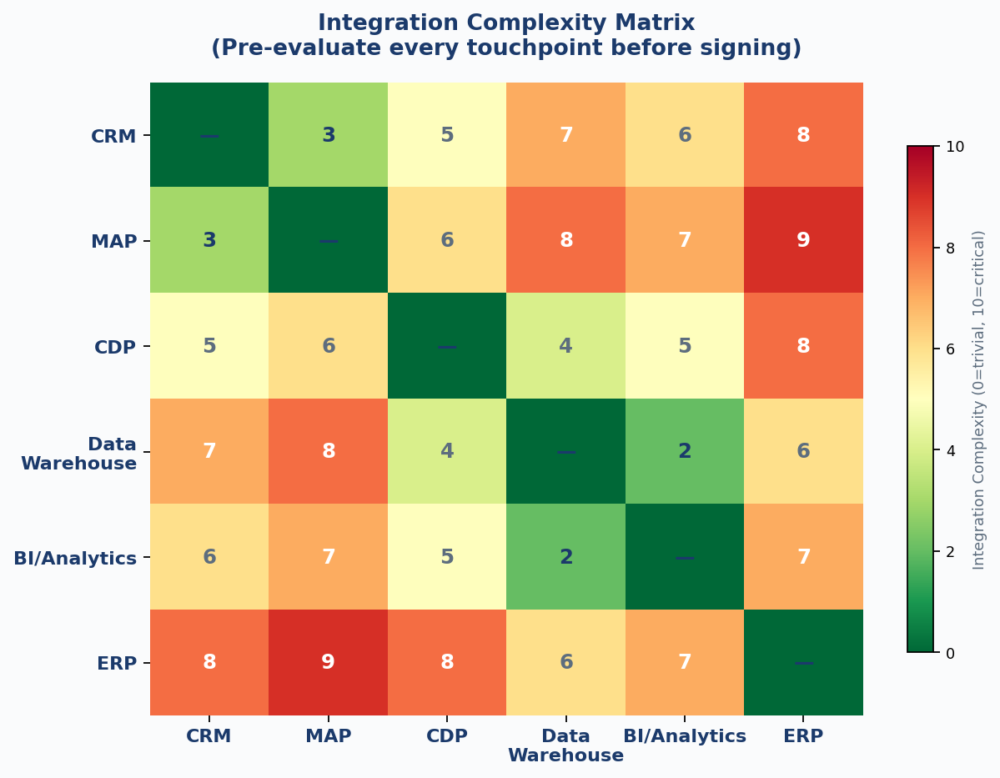 Integration Complexity Matrix
(Pre-evaluate every touchpoint before signing)
CRM — 3 5 7 6 8
MAP 3 — 6 8 7 9
CDP 5 6 — 4 5 8
Data
Warehouse 7 8 4 — 2 6
BI/Analytics 6 7 5 2 — 7
ERP 8 9 8 6 7 —
CRM MAP CDP Data BI/Analytics ERP
Warehouse
10
8
6
4
2
0
Integration Complexity (0=trivial, 10=critical)